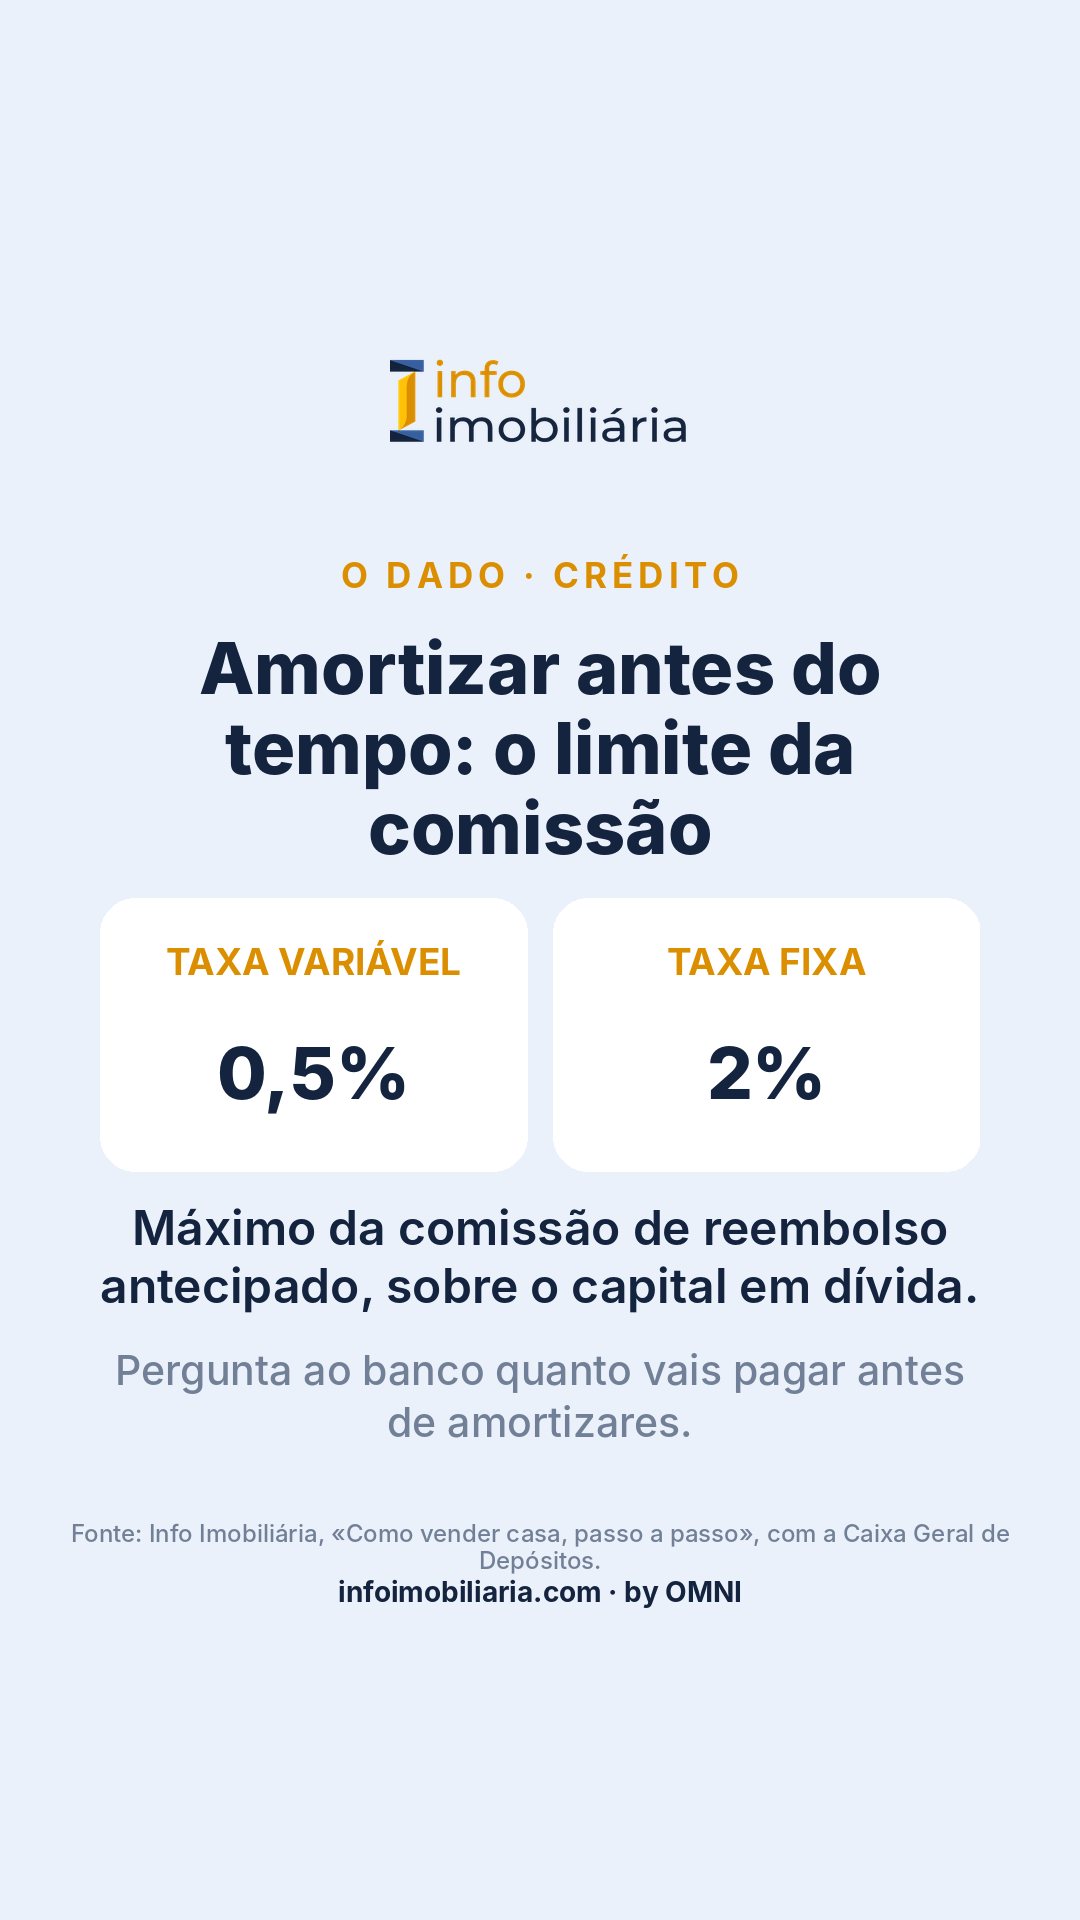 info
imobiliária
O DADO · CRÉDITO
Amortizar antes do
tempo: o limite da
comissão
TAXA VARIÁVEL
0,5%
TAXA FIXA
2%
Máximo da comissão de reembolso
antecipado, sobre o capital em dívida.
Pergunta ao banco quanto vais pagar antes
de amortizares.
Fonte: Info Imobiliária, «Como vender casa, passo a passo», com a Caixa Geral de
Depósitos.
infoimobiliaria.com · by OMNI